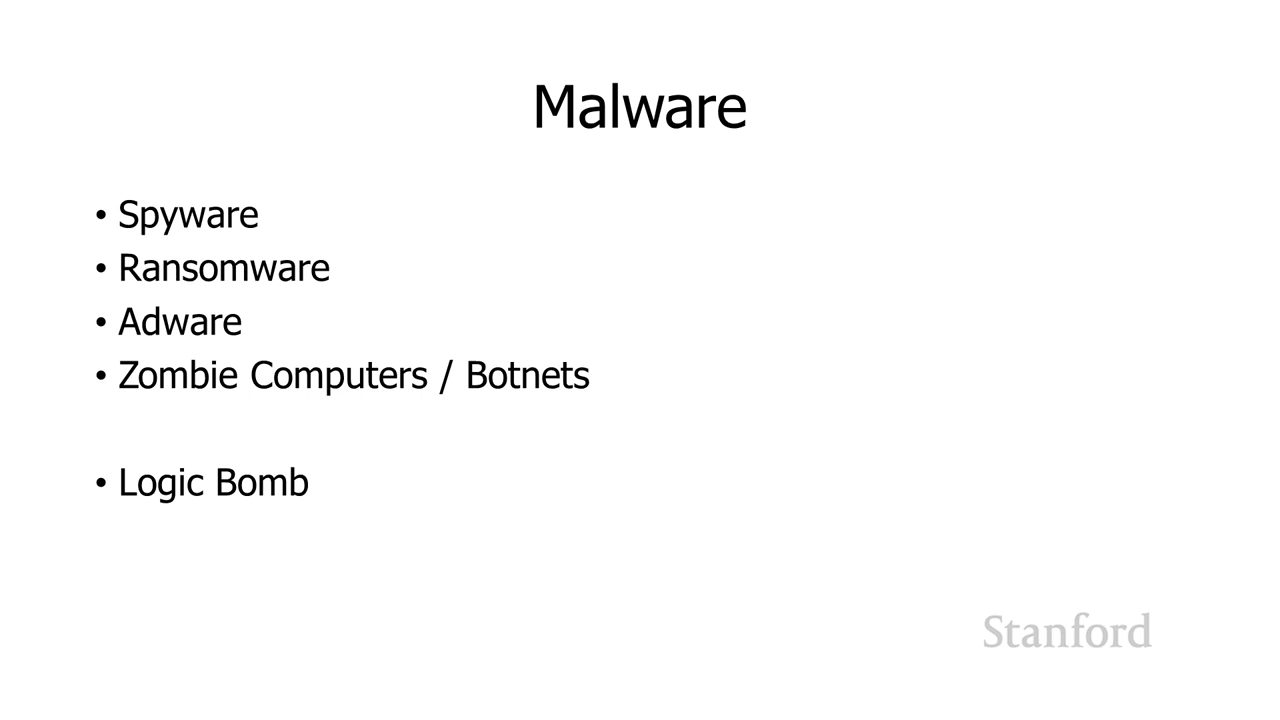 Malware
• Spyware
• Ransomware
• Adware
• Zombie Computers / Botnets
• Logic Bomb
Stanford